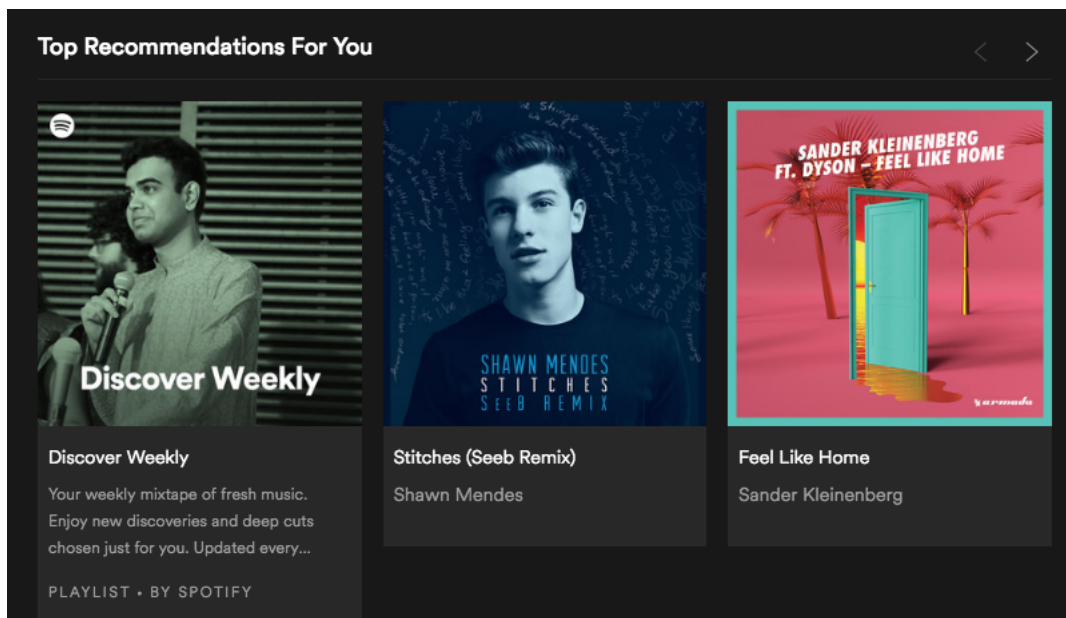 Top Recommendations For You
Discover Weekly
Discover Weekly
Your weekly mixtape of fresh music.
Enjoy new discoveries and deep cuts
chosen just for you. Updated every...
PLAYLIST • BY SPOTIFY
SHAWN MENDES
STITCHES
SeeB REMIX
Stitches (Seeb Remix)
Shawn Mendes
SANDER KLEINENBERG
FT. DYSON – FEEL LIKE HOME
armada
Feel Like Home
Sander Kleinenberg